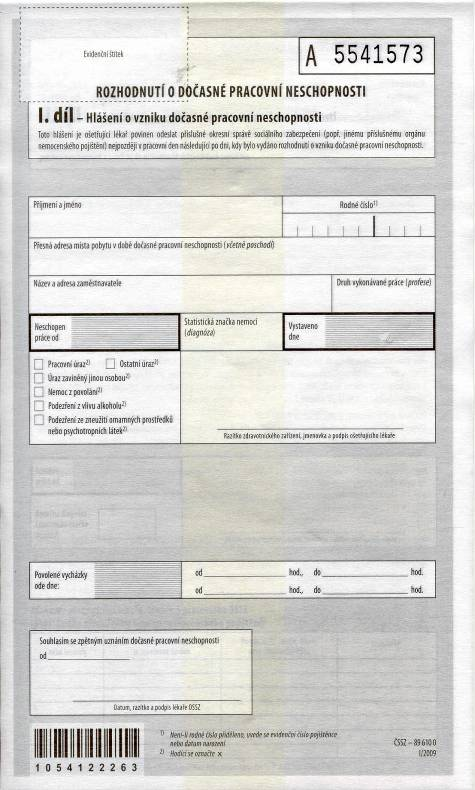 Evidenční štítek
A 5541573
ROZHODNUTÍ O DOČASNÉ PRACOVNÍ NESCHOPNOSTI
I. díl – Hlášení o vzniku dočasné pracovní neschopnosti
Toto hlášení je ošetřující lékař povinen odeslat příslušné okresní správě sociálního zabezpečení (popř. jinému příslušnému orgánu
nemocenského pojištění) nejpozději v pracovní den následující po dni, kdy bylo vydáno rozhodnutí o vzniku dočasné pracovní neschopnosti.
Příjmení a jméno
Rodné číslo1)
Přesná adresa místa pobytu v době dočasné pracovní neschopnosti (včetně poschodí)
Název a adresa zaměstnavatele
Druh vykonávané práce (profese)
Neschopen
práce od
Statistická značka nemoci
(diagnóza)
Vystaveno
dne
Pracovní úraz2)
Ostatní úraz2)
Úraz zaviněný jinou osobou2)
Nemoc z povolání2)
Podezření z vlivu alkoholu2)
Podezření ze zneužití omamných prostředků
nebo psychotropních látek2)
Razítko zdravotnického zařízení, jmenovka a podpis ošetřujícího lékaře
Povolené vycházky
ode dne:
od hod., do hod.
od hod., do hod.
Souhlasím se zpětným uznáním dočasné pracovní neschopnosti
od
Datum, razítko a podpis lékaře OSSZ
1054122263
1) Není-li rodné číslo přiděleno, uvede se evidenční číslo pojištěnce
nebo datum narození
2) Hodící se označte x
ČSSZ – 89 610 0
I/2009